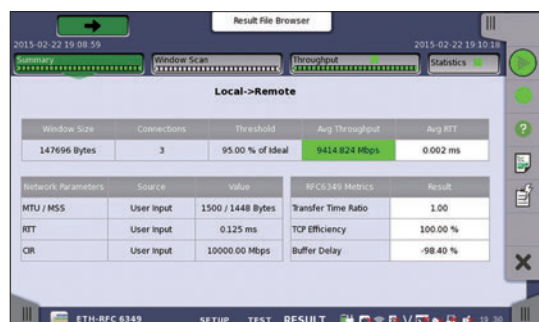 Result File Browser
2015-02-22 19:08:59
2015-02-22 19:10:18
Summary
Window Scan
Throughput
Statistics
Local->Remote
Window Size Connections Threshold Avg Throughput Avg RTT
147696 Bytes 3 95.00 % of Ideal 9414.824 Mbps 0.002 ms
Network Parameters Source Value RFC6349 Metrics Result
MTU / MSS User Input 1500 / 1448 Bytes Transfer Time Ratio 1.00
RTT User Input 0.125 ms TCP Efficiency 100.00 %
CIR User Input 10000.00 Mbps Buffer Delay -98.40 %
ETH-RFC 6349 SETUP TEST RESULT 19:30